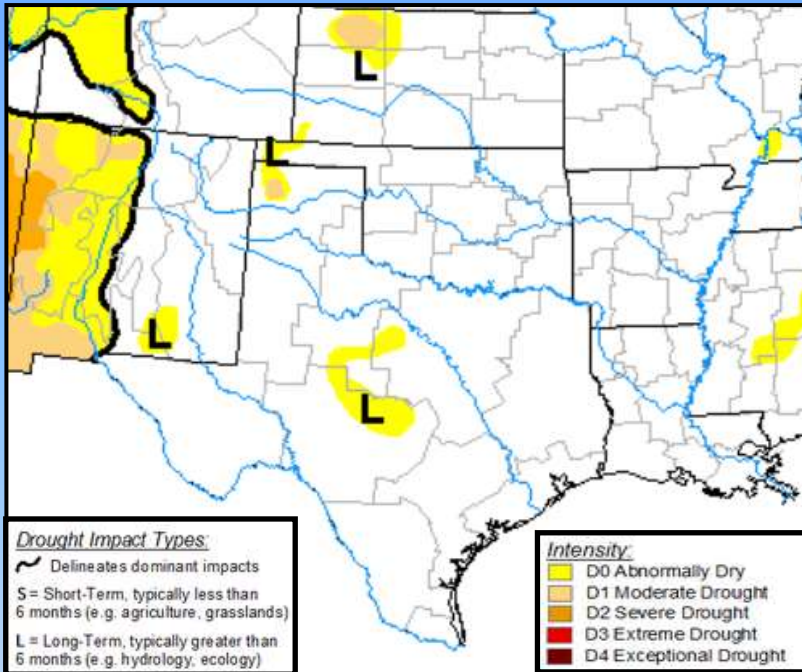 L
L
L
L
Drought Impact Types:
Delineates dominant impacts
S = Short-Term, typically less than
6 months (e.g. agriculture, grasslands)
L = Long-Term, typically greater than
6 months (e.g. hydrology, ecology)
Intensity:
D0 Abnormally Dry
D1 Moderate Drought
D2 Severe Drought
D3 Extreme Drought
D4 Exceptional Drought